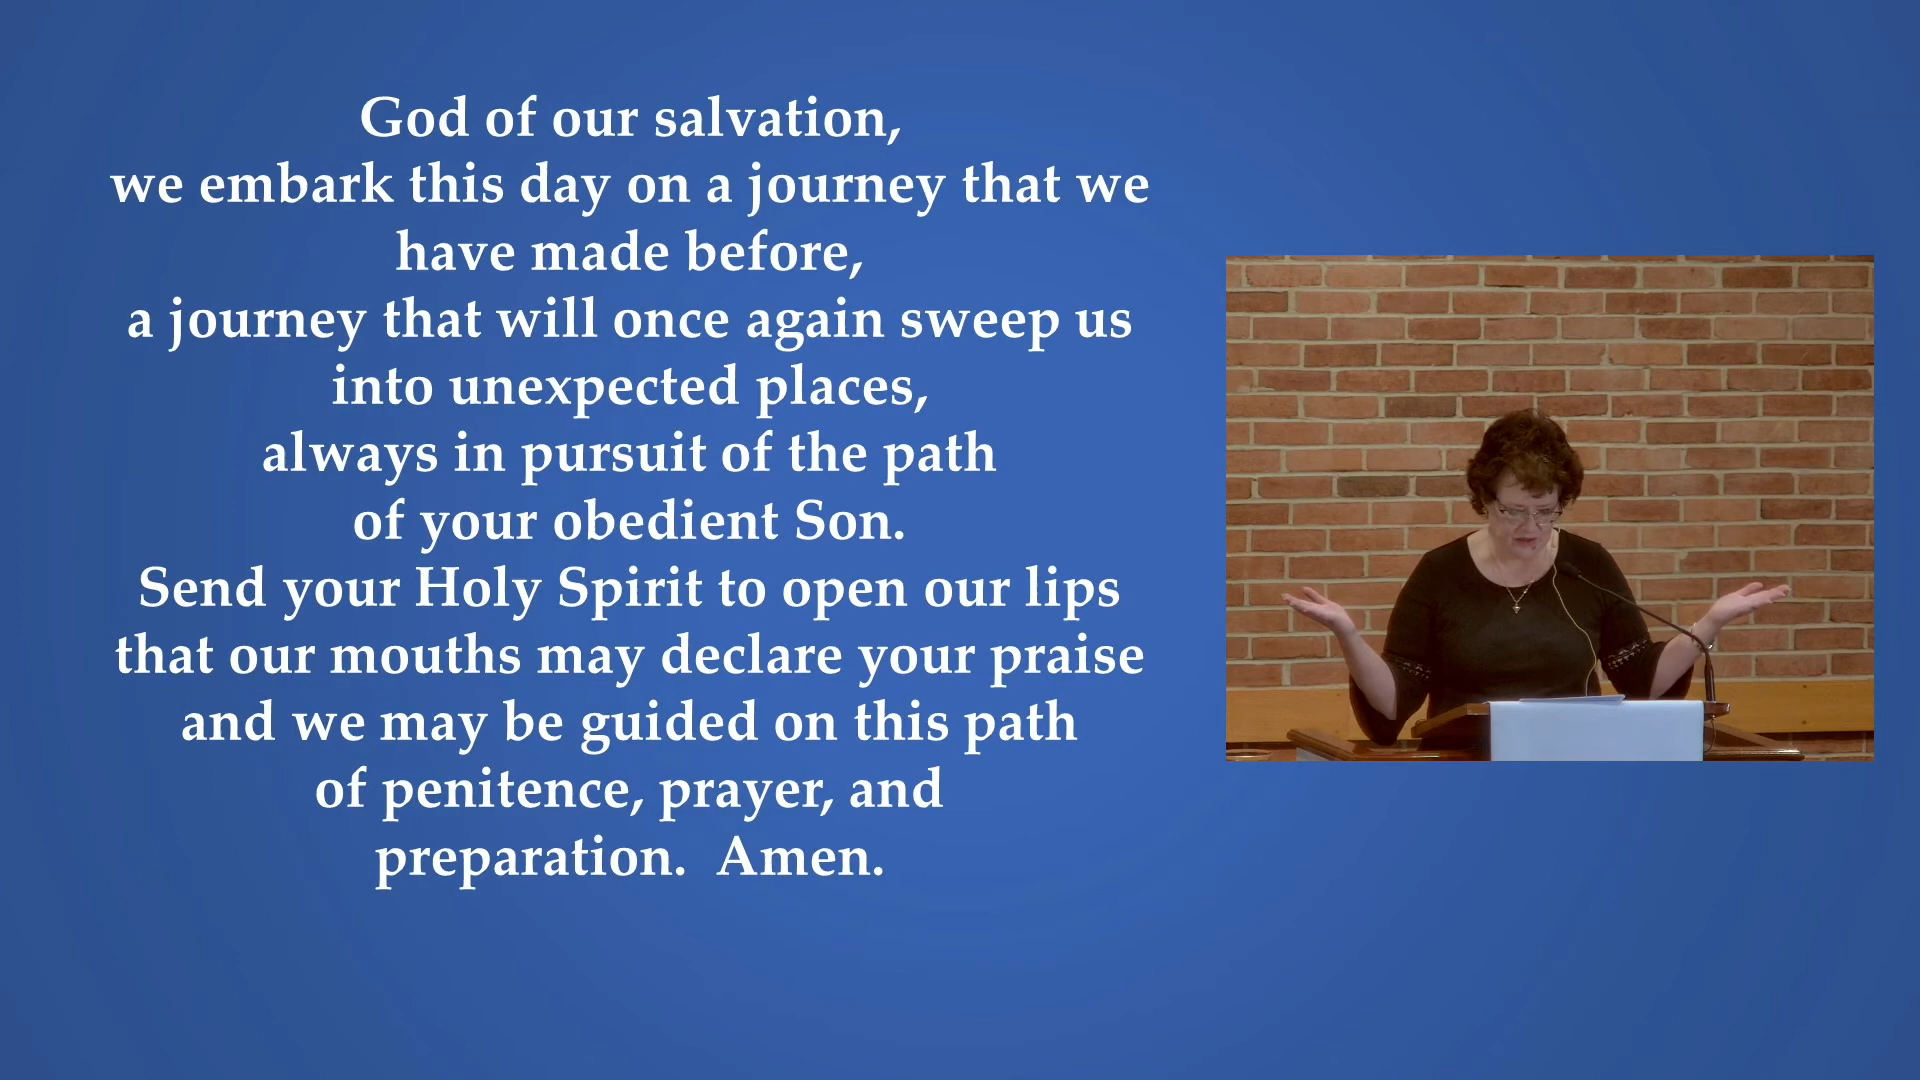 God of our salvation,
we embark this day on a journey that we
have made before,
a journey that will once again sweep us
into unexpected places,
always in pursuit of the path
of your obedient Son.
Send your Holy Spirit to open our lips
that our mouths may declare your praise
and we may be guided on this path
of penitence, prayer, and
preparation.  Amen.